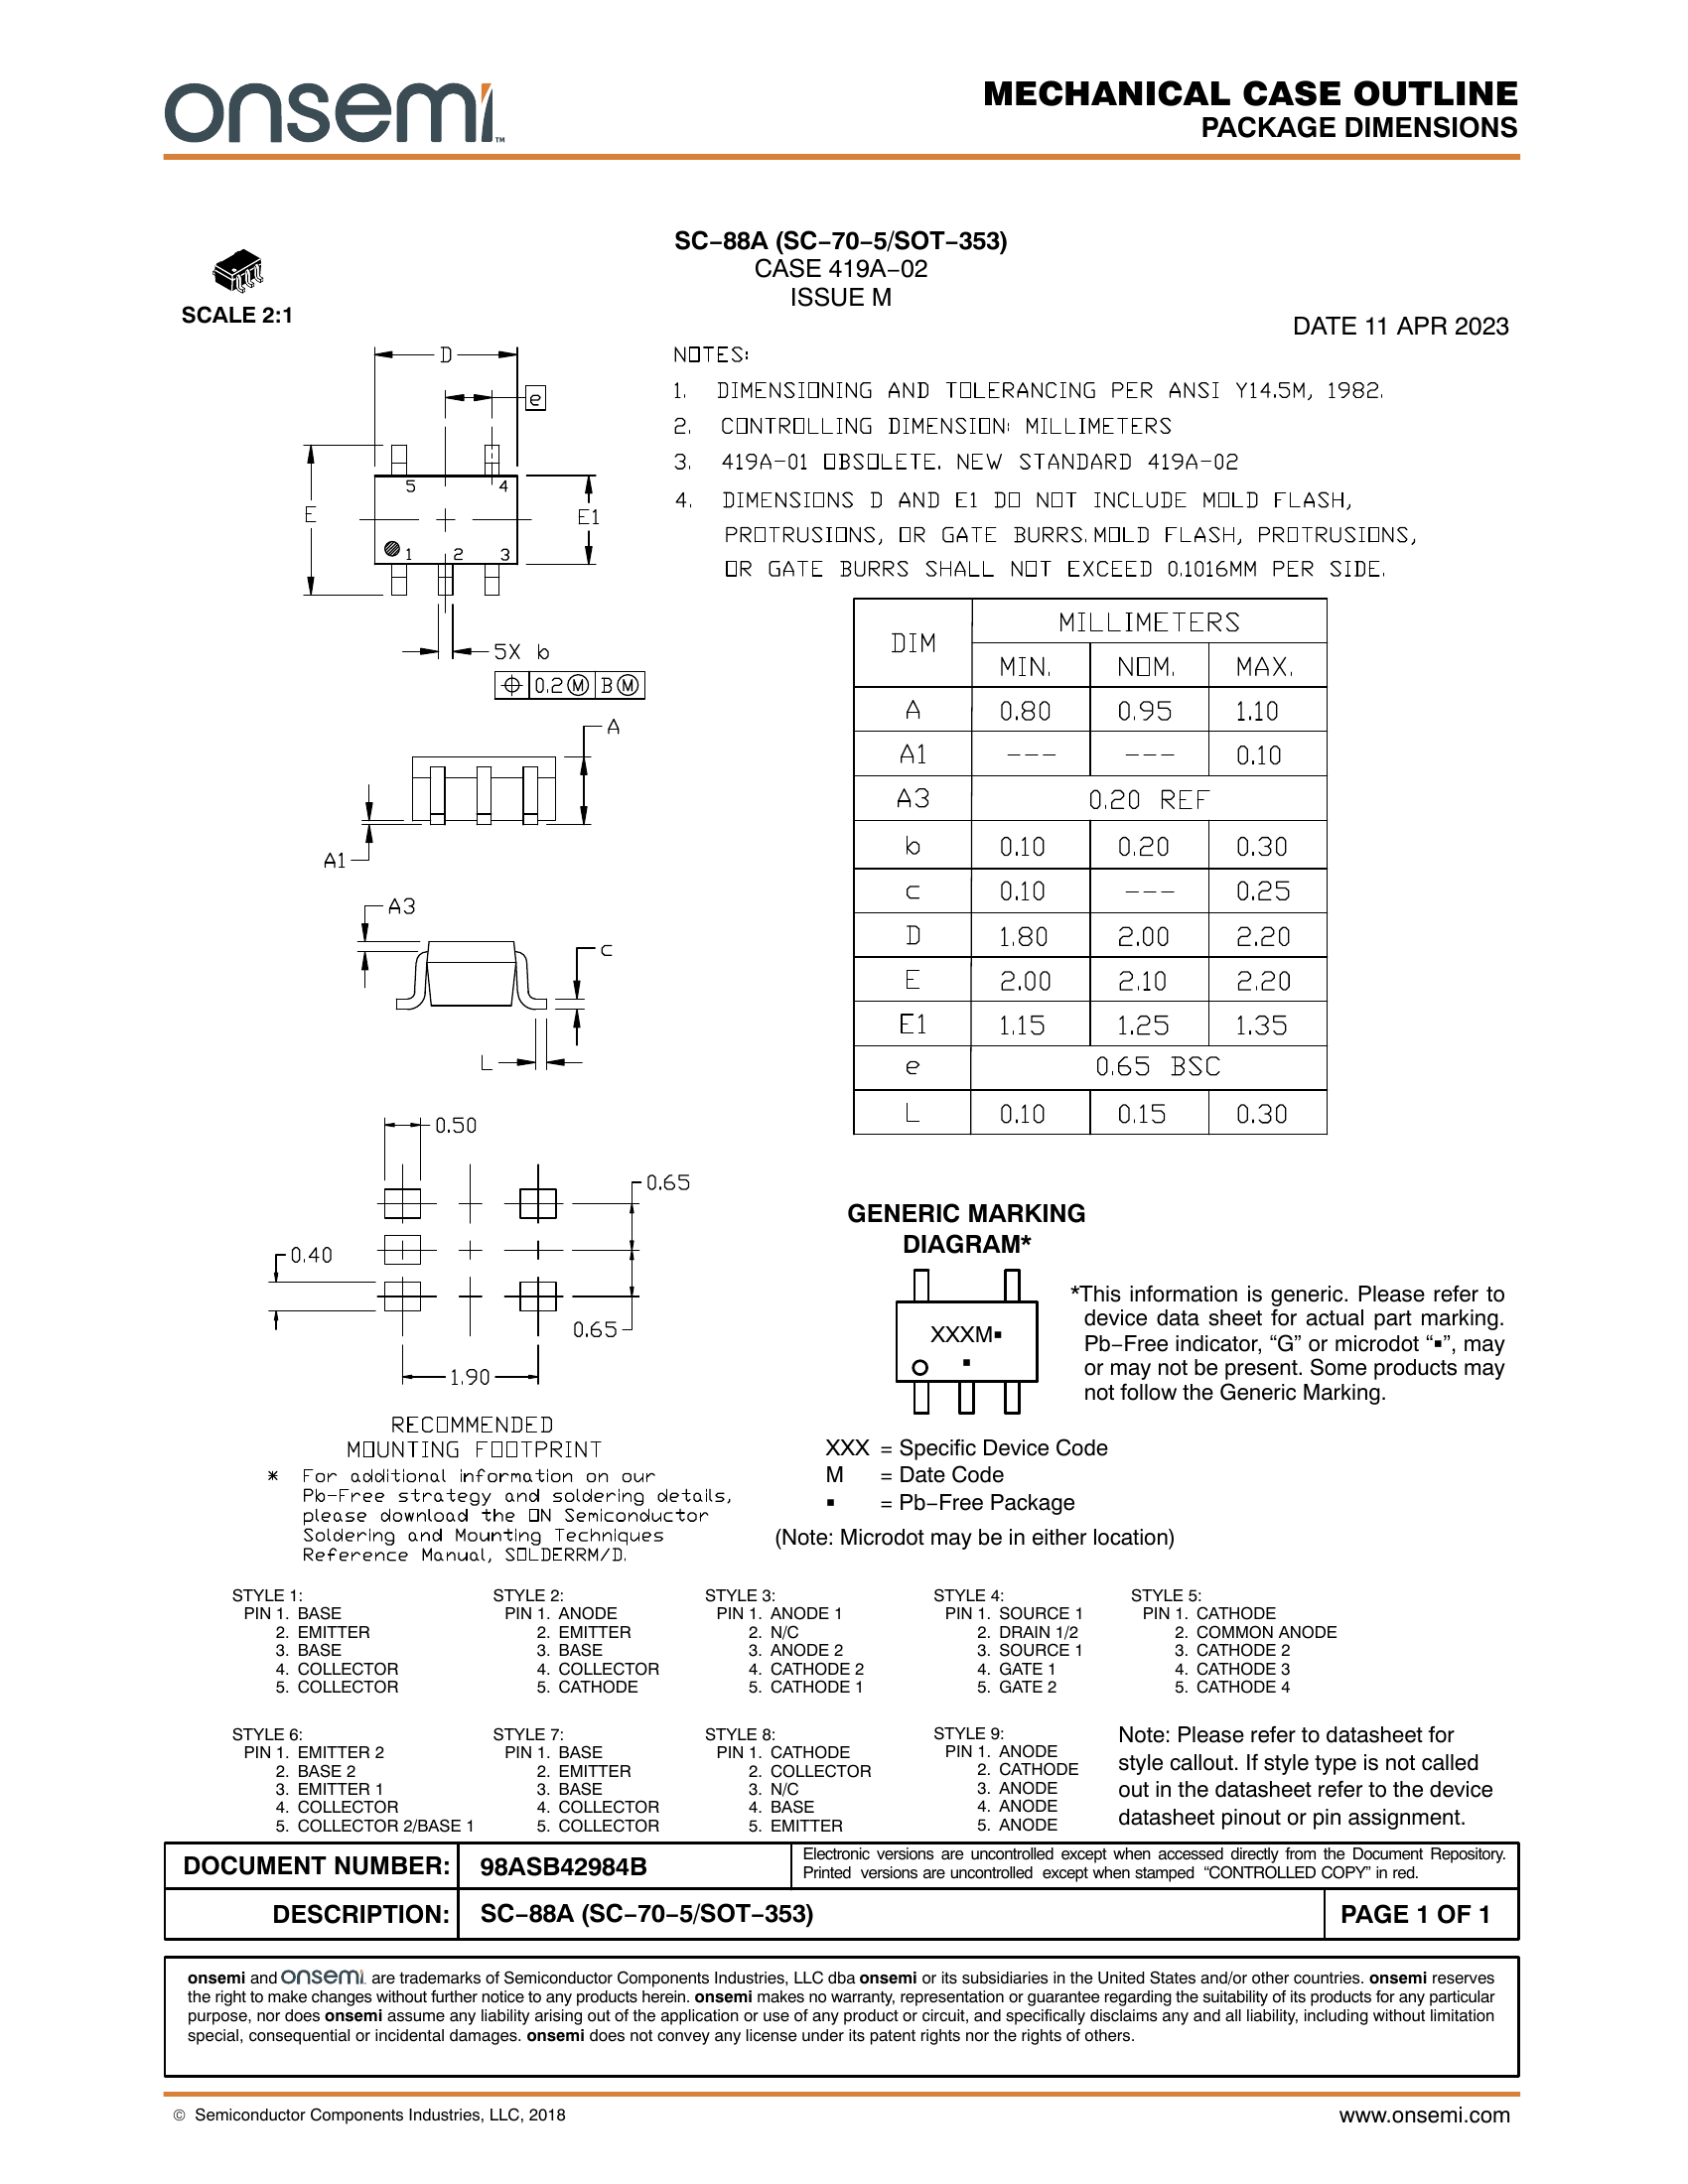 onsemi™
MECHANICAL CASE OUTLINE
PACKAGE DIMENSIONS
SC−88A (SC−70−5/SOT−353)
CASE 419A−02
ISSUE M
SCALE 2:1
DATE 11 APR 2023
D
e
E
5
4
E1
1
2
3
5X b
0.2 Ⓜ B Ⓜ
A
A1
A3
c
L
NOTES:
1. DIMENSIONING AND TOLERANCING PER ANSI Y14.5M, 1982.
2. CONTROLLING DIMENSION: MILLIMETERS
3. 419A-01 OBSOLETE. NEW STANDARD 419A-02
4. DIMENSIONS D AND E1 DO NOT INCLUDE MOLD FLASH,
PROTRUSIONS, OR GATE BURRS. MOLD FLASH, PROTRUSIONS,
OR GATE BURRS SHALL NOT EXCEED 0.1016MM PER SIDE.
DIM MILLIMETERS
MIN. NOM. MAX.
A 0.80 0.95 1.10
A1 --- --- 0.10
A3 0.20 REF
b 0.10 0.20 0.30
c 0.10 --- 0.25
D 1.80 2.00 2.20
E 2.00 2.10 2.20
E1 1.15 1.25 1.35
e 0.65 BSC
L 0.10 0.15 0.30
0.50
0.65
0.40
0.65
1.90
RECOMMENDED
MOUNTING FOOTPRINT
* For additional information on our
Pb-Free strategy and soldering details,
please download the ON Semiconductor
Soldering and Mounting Techniques
Reference Manual, SOLDERRM/D.
GENERIC MARKING
DIAGRAM*
XXXM▪
▪
*This information is generic. Please refer to
device data sheet for actual part marking.
Pb−Free indicator, “G” or microdot “▪”, may
or may not be present. Some products may
not follow the Generic Marking.
XXX = Specific Device Code
M = Date Code
▪ = Pb−Free Package
(Note: Microdot may be in either location)
STYLE 1:
PIN 1. BASE
2. EMITTER
3. BASE
4. COLLECTOR
5. COLLECTOR
STYLE 2:
PIN 1. ANODE
2. EMITTER
3. BASE
4. COLLECTOR
5. CATHODE
STYLE 3:
PIN 1. ANODE 1
2. N/C
3. ANODE 2
4. CATHODE 2
5. CATHODE 1
STYLE 4:
PIN 1. SOURCE 1
2. DRAIN 1/2
3. SOURCE 1
4. GATE 1
5. GATE 2
STYLE 5:
PIN 1. CATHODE
2. COMMON ANODE
3. CATHODE 2
4. CATHODE 3
5. CATHODE 4
STYLE 6:
PIN 1. EMITTER 2
2. BASE 2
3. EMITTER 1
4. COLLECTOR
5. COLLECTOR 2/BASE 1
STYLE 7:
PIN 1. BASE
2. EMITTER
3. BASE
4. COLLECTOR
5. COLLECTOR
STYLE 8:
PIN 1. CATHODE
2. COLLECTOR
3. N/C
4. BASE
5. EMITTER
STYLE 9:
PIN 1. ANODE
2. CATHODE
3. ANODE
4. ANODE
5. ANODE
Note: Please refer to datasheet for
style callout. If style type is not called
out in the datasheet refer to the device
datasheet pinout or pin assignment.
DOCUMENT NUMBER: 98ASB42984B
Electronic versions are uncontrolled except when accessed directly from the Document Repository.
Printed versions are uncontrolled except when stamped “CONTROLLED COPY” in red.
DESCRIPTION: SC−88A (SC−70−5/SOT−353) PAGE 1 OF 1
onsemi and onsemi are trademarks of Semiconductor Components Industries, LLC dba onsemi or its subsidiaries in the United States and/or other countries. onsemi reserves
the right to make changes without further notice to any products herein. onsemi makes no warranty, representation or guarantee regarding the suitability of its products for any particular
purpose, nor does onsemi assume any liability arising out of the application or use of any product or circuit, and specifically disclaims any and all liability, including without limitation
special, consequential or incidental damages. onsemi does not convey any license under its patent rights nor the rights of others.
© Semiconductor Components Industries, LLC, 2018
www.onsemi.com